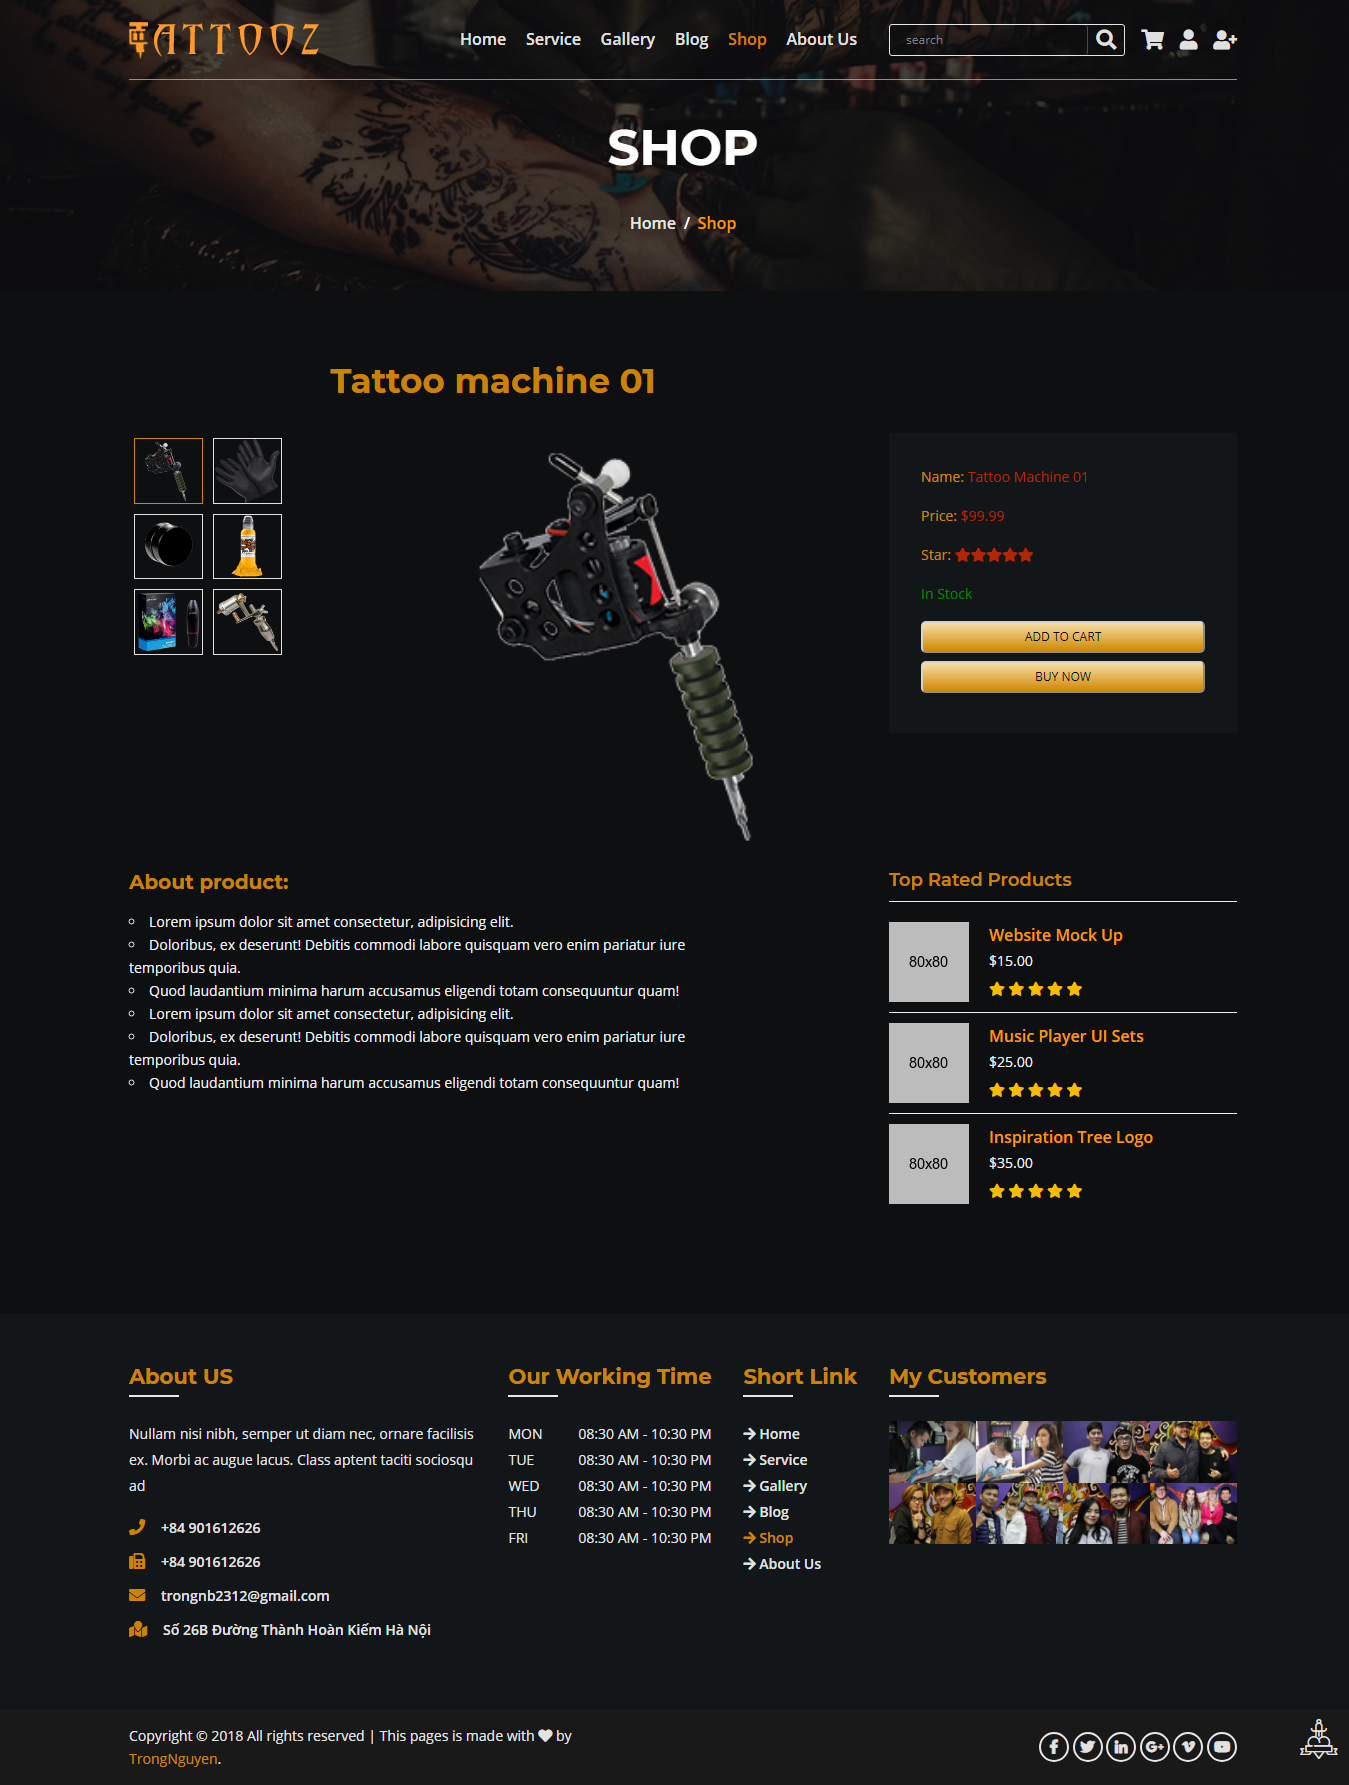 TATTOOZ
Home Service Gallery Blog Shop About Us
search
SHOP
Home / Shop
Tattoo machine 01
Name: Tattoo Machine 01
Price: $99.99
Star:
In Stock
ADD TO CART
BUY NOW
About product:
Lorem ipsum dolor sit amet consectetur, adipisicing elit.
Doloribus, ex deserunt! Debitis commodi labore quisquam vero enim pariatur iure
temporibus quia.
Quod laudantium minima harum accusamus eligendi totam consequuntur quam!
Lorem ipsum dolor sit amet consectetur, adipisicing elit.
Doloribus, ex deserunt! Debitis commodi labore quisquam vero enim pariatur iure
temporibus quia.
Quod laudantium minima harum accusamus eligendi totam consequuntur quam!
Top Rated Products
80x80
Website Mock Up
$15.00
80x80
Music Player UI Sets
$25.00
80x80
Inspiration Tree Logo
$35.00
About US
Nullam nisi nibh, semper ut diam nec, ornare facilisis
ex. Morbi ac augue lacus. Class aptent taciti sociosqu
ad
+84 901612626
+84 901612626
trongnb2312@gmail.com
Số 26B Đường Thành Hoàn Kiếm Hà Nội
Our Working Time
MON 08:30 AM - 10:30 PM
TUE 08:30 AM - 10:30 PM
WED 08:30 AM - 10:30 PM
THU 08:30 AM - 10:30 PM
FRI 08:30 AM - 10:30 PM
Short Link
Home
Service
Gallery
Blog
Shop
About Us
My Customers
Copyright © 2018 All rights reserved | This pages is made with by
TrongNguyen.